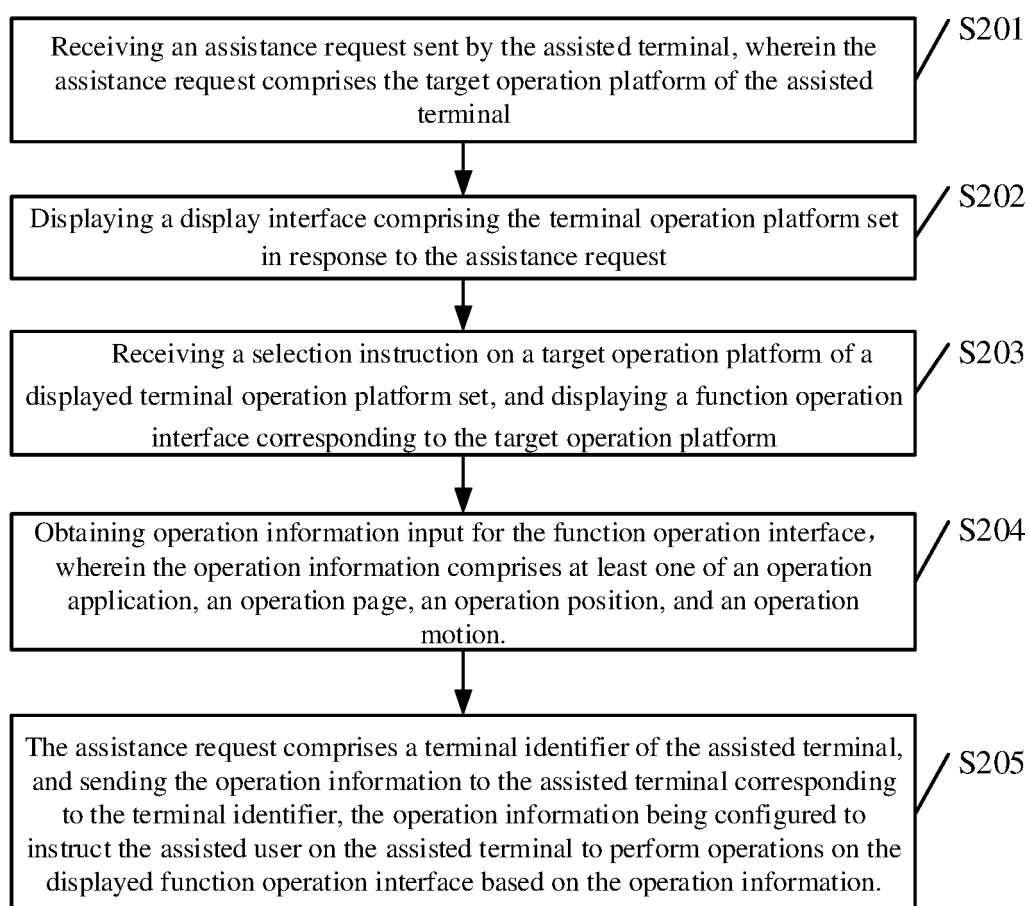 Receiving an assistance request sent by the assisted terminal, wherein the
assistance request comprises the target operation platform of the assisted
terminal
S201
Displaying a display interface comprising the terminal operation platform set
in response to the assistance request
S202
Receiving a selection instruction on a target operation platform of a
displayed terminal operation platform set, and displaying a function operation
interface corresponding to the target operation platform
S203
Obtaining operation information input for the function operation interface,
wherein the operation information comprises at least one of an operation
application, an operation page, an operation position, and an operation
motion.
S204
The assistance request comprises a terminal identifier of the assisted terminal,
and sending the operation information to the assisted terminal corresponding
to the terminal identifier, the operation information being configured to
instruct the assisted user on the assisted terminal to perform operations on the
displayed function operation interface based on the operation information.
S205